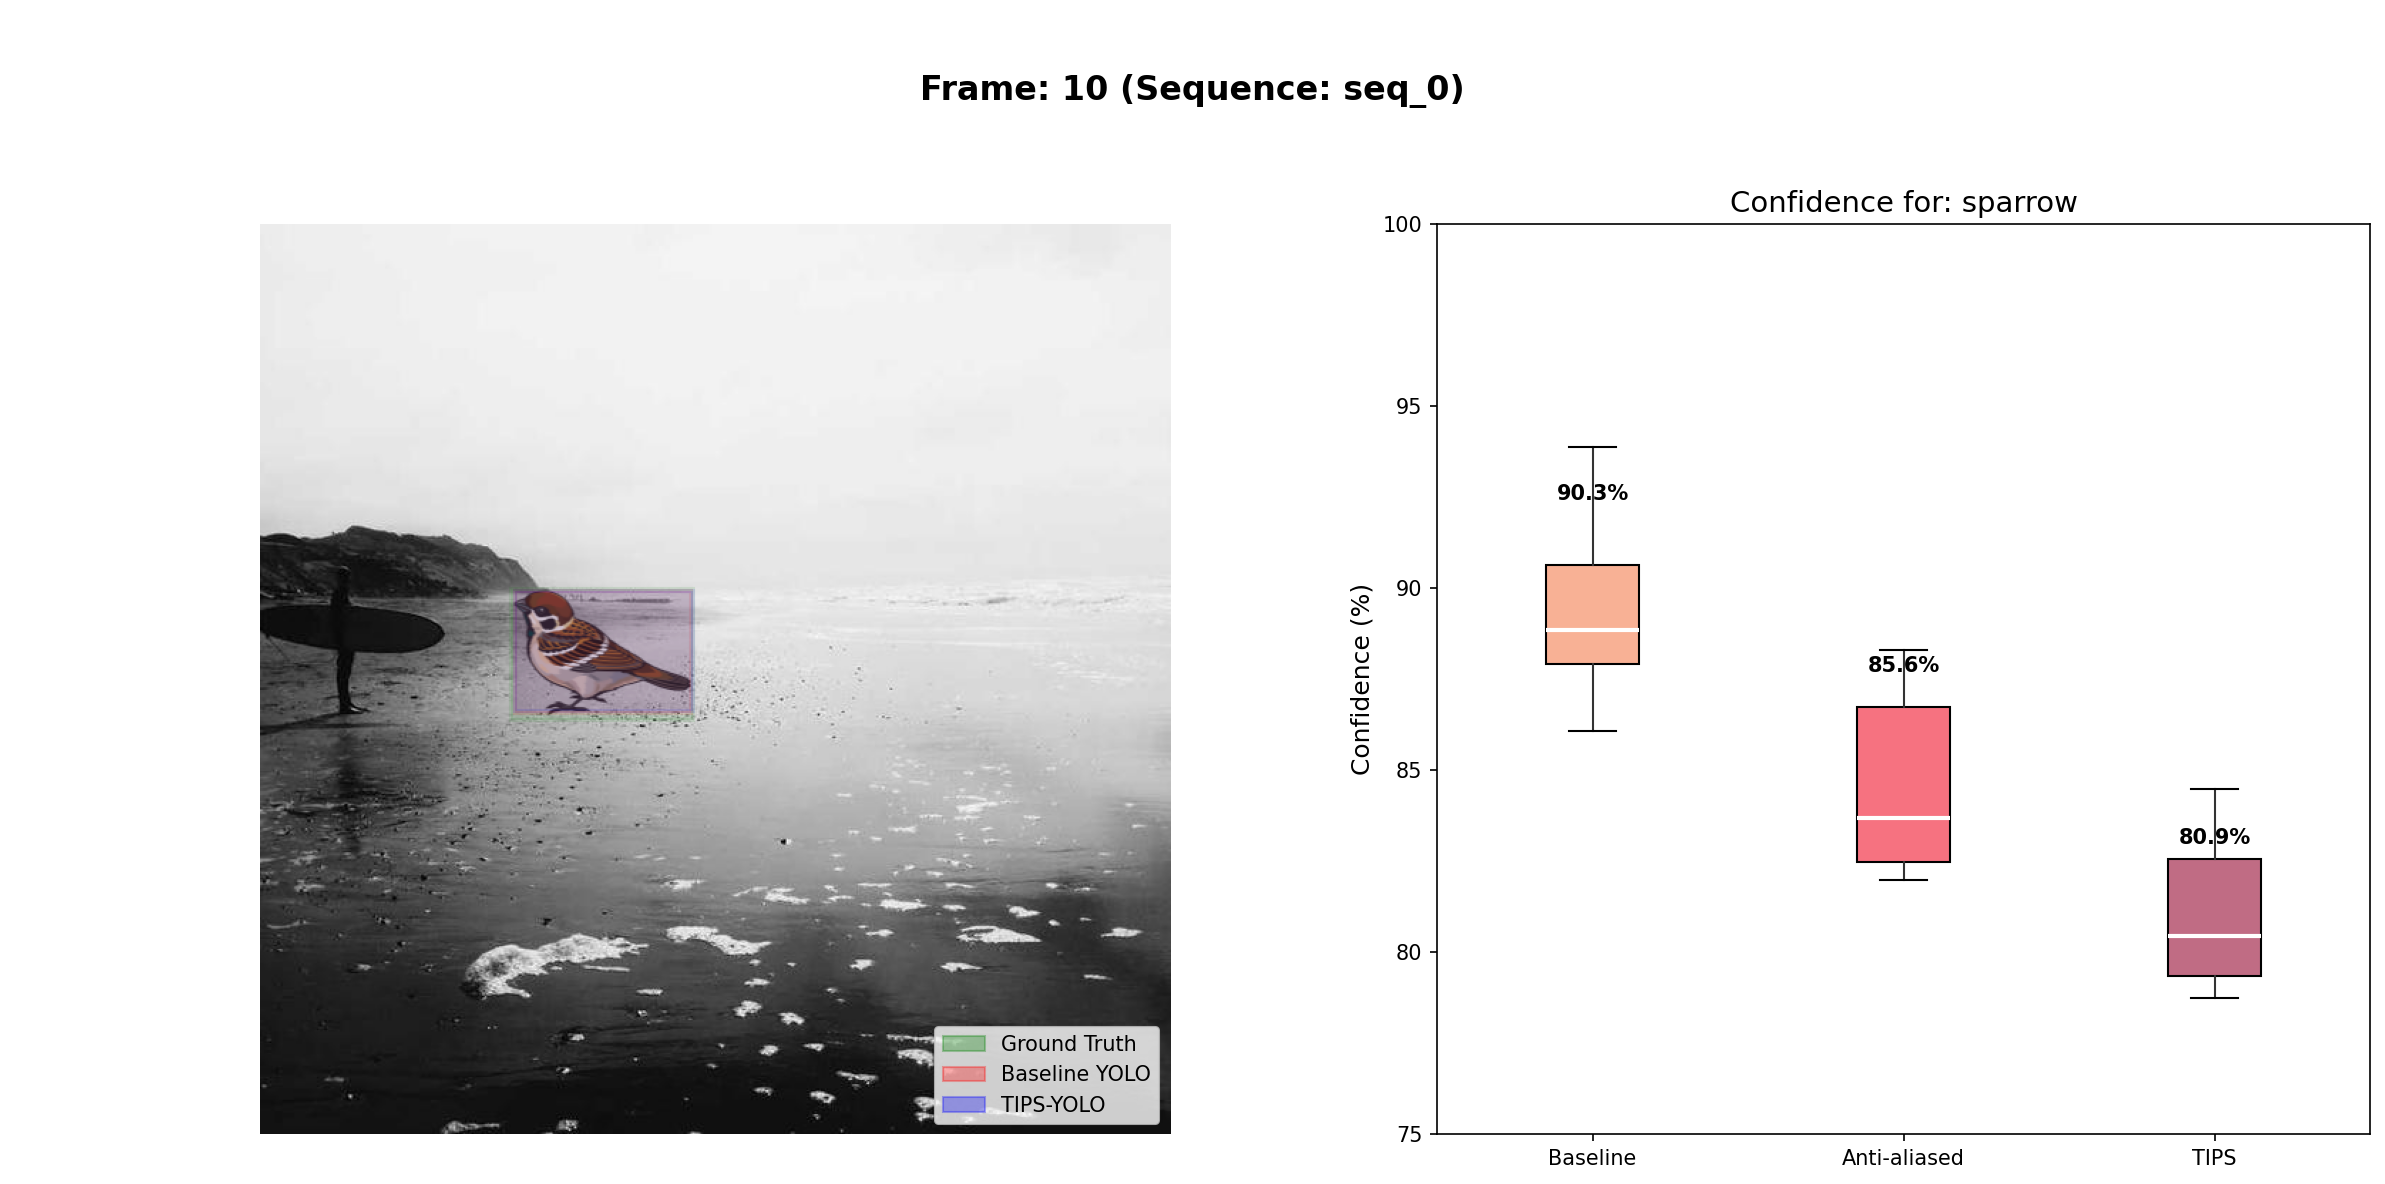 Frame: 10 (Sequence: seq_0)
Ground Truth
Baseline YOLO
TIPS-YOLO
Confidence for: sparrow
Confidence (%)
100
95
90
85
80
75
90.3%
85.6%
80.9%
Baseline
Anti-aliased
TIPS